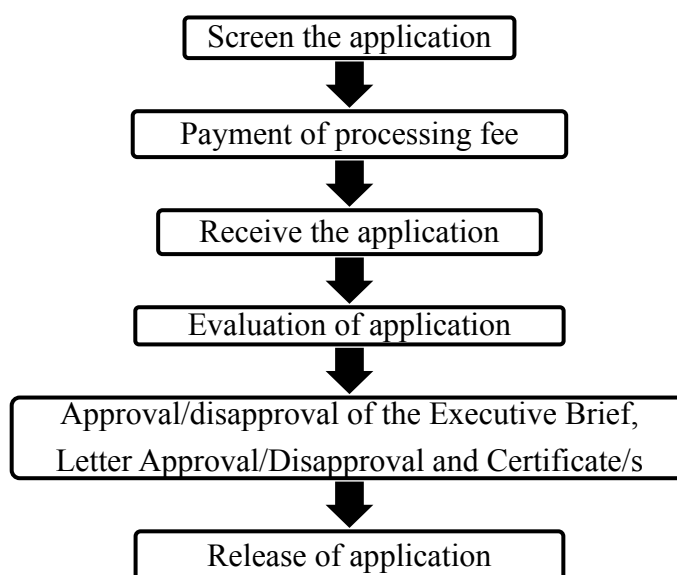 Screen the application
Payment of processing fee
Receive the application
Evaluation of application
Approval/disapproval of the Executive Brief,
Letter Approval/Disapproval and Certificate/s
Release of application